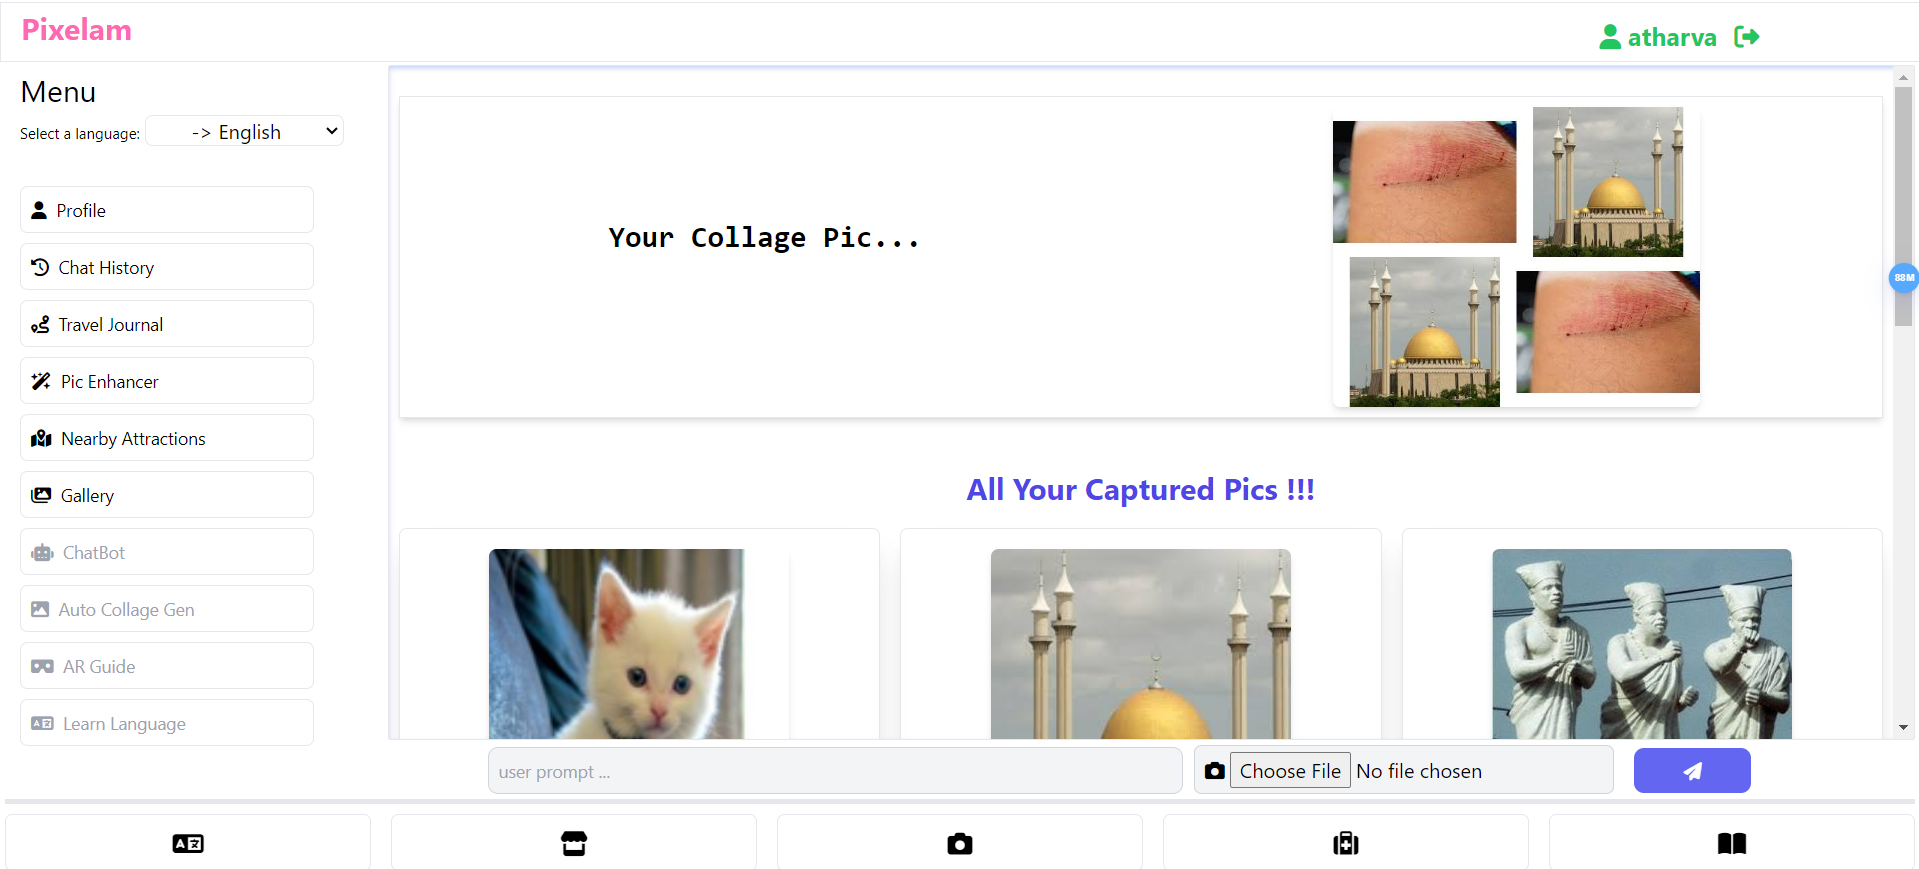 Pixelam
atharva
Menu
Select a language: -> English
Profile
Chat History
Travel Journal
Pic Enhancer
Nearby Attractions
Gallery
ChatBot
Auto Collage Gen
AR Guide
Learn Language
Your Collage Pic...
88M
All Your Captured Pics !!!
user prompt ...
Choose File No file chosen